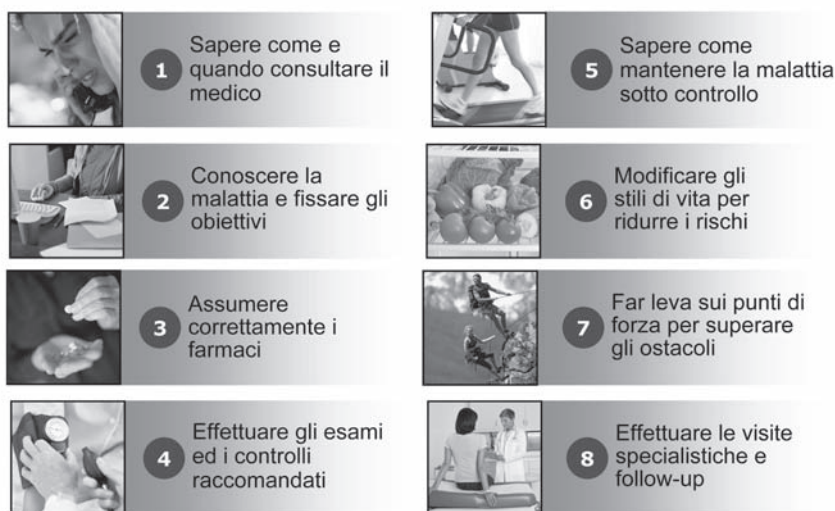 1
Sapere come e
quando consultare il
medico
2
Conoscere la
malattia e fissare gli
obiettivi
3
Assumere
correttamente i
farmaci
4
Effettuare gli esami
ed i controlli
raccomandati
5
Sapere come
mantenere la malattia
sotto controllo
6
Modificare gli
stili di vita per
ridurre i rischi
7
Far leva sui punti di
forza per superare
gli ostacoli
8
Effettuare le visite
specialistiche e
follow-up